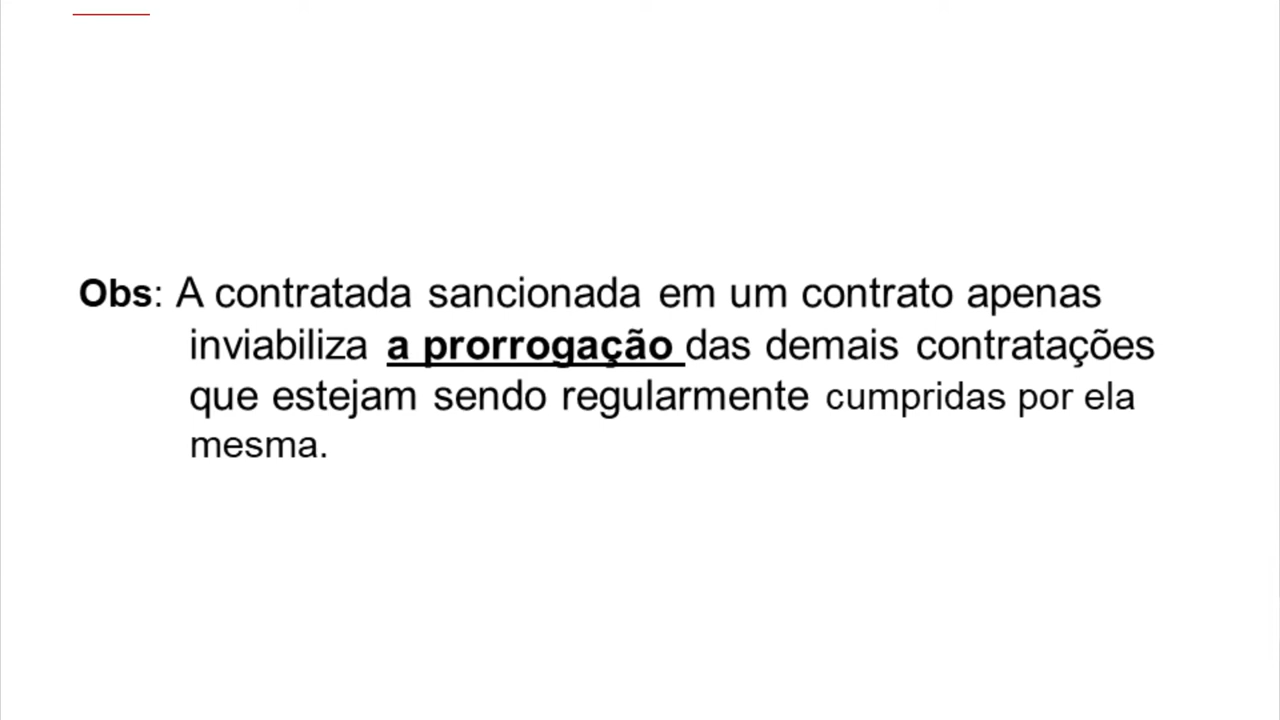 Obs: A contratada sancionada em um contrato apenas
inviabiliza a prorrogação das demais contratações
que estejam sendo regularmente cumpridas por ela
mesma.